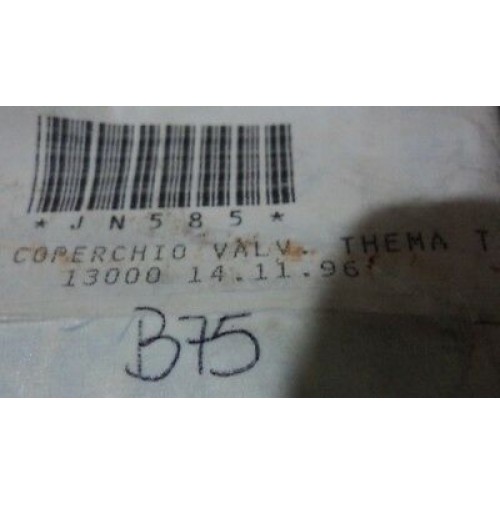 *JN585*
COPERCHIO VALV. THEMA T
13000 14.11.96
B75